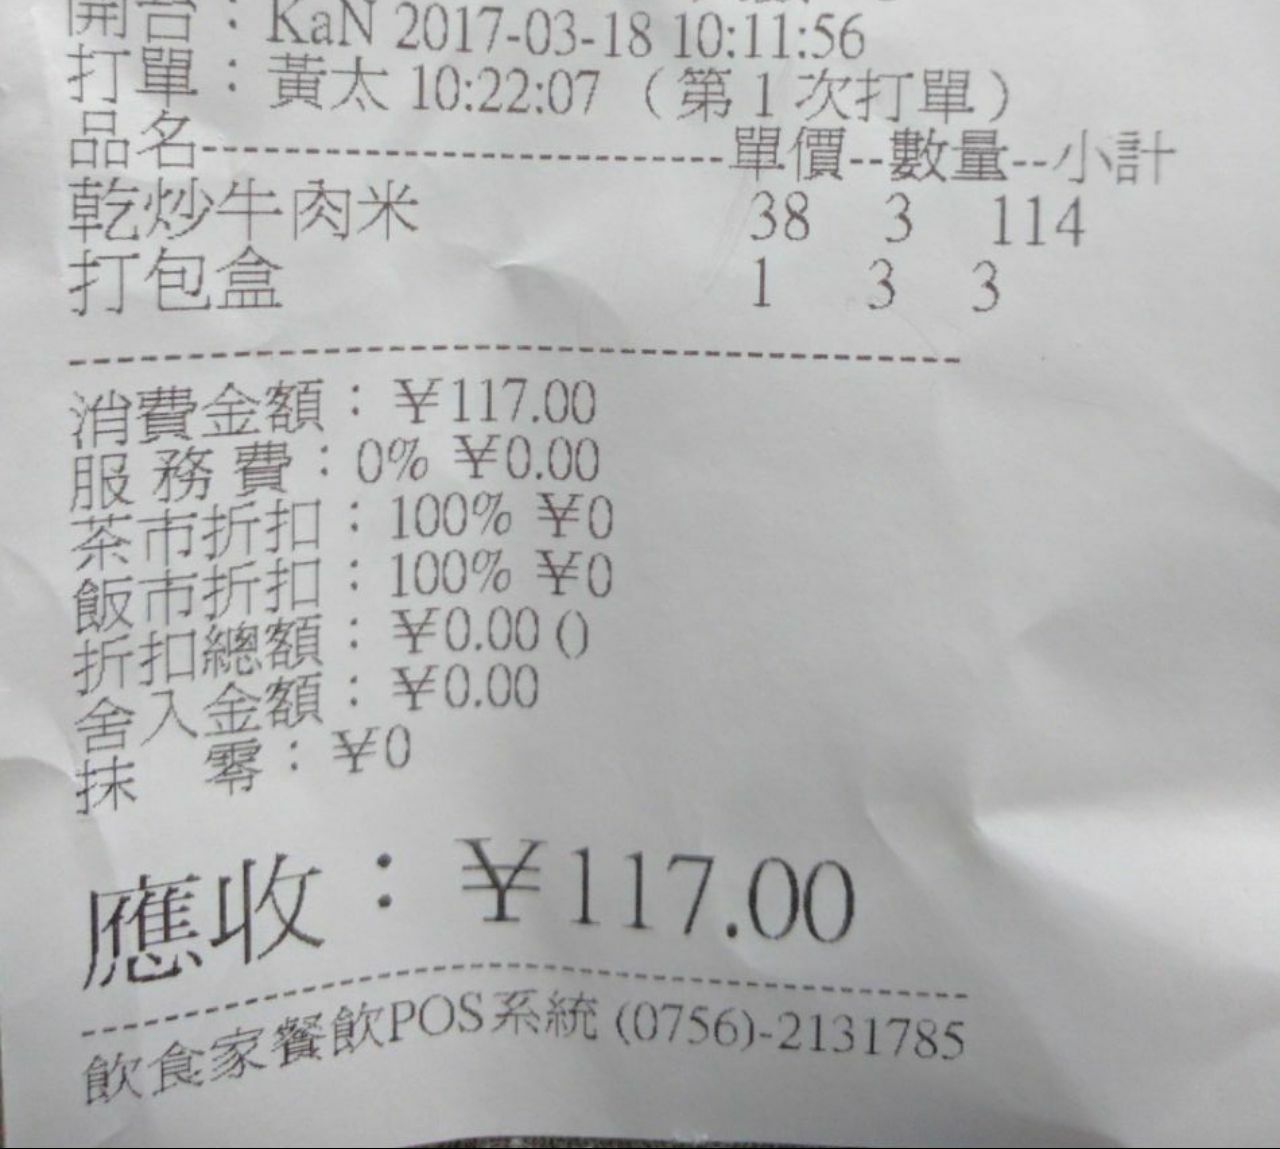 開台：KaN 2017-03-18 10:11:56
打單：黃太 10:22:07（第 1 次打單）
品名------------------------單價--數量--小計
乾炒牛肉米 38 3 114
打包盒 1 3 3
消費金額：￥117.00
服務費：0% ￥0.00
茶市折扣：100% ￥0
飯市折扣：100% ￥0
折扣總額：￥0.00 ()
舍入金額：￥0.00
抹 零：￥0
應收：￥117.00
飲食家餐飲POS系統 (0756)-2131785